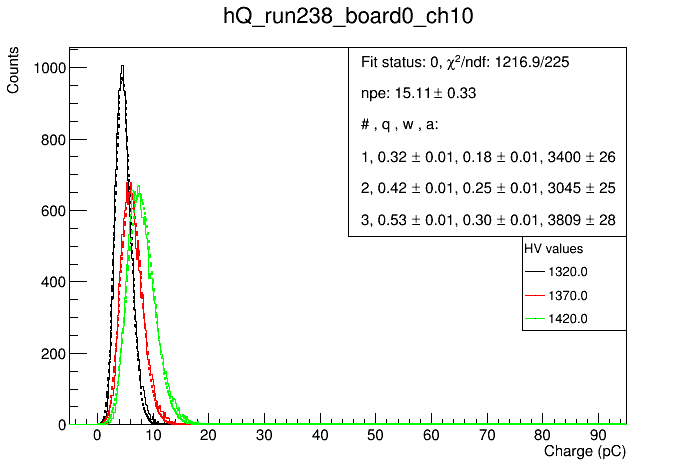 hQ_run238_board0_ch10
Counts
1000
800
600
400
200
0
Fit status: 0, χ²/ndf: 1216.9/225
npe: 15.11 ± 0.33
# , q , w , a:
1, 0.32 ± 0.01, 0.18 ± 0.01, 3400 ± 26
2, 0.42 ± 0.01, 0.25 ± 0.01, 3045 ± 25
3, 0.53 ± 0.01, 0.30 ± 0.01, 3809 ± 28
HV values
1320.0
1370.0
1420.0
0 10 20 30 40 50 60 70 80 90
Charge (pC)